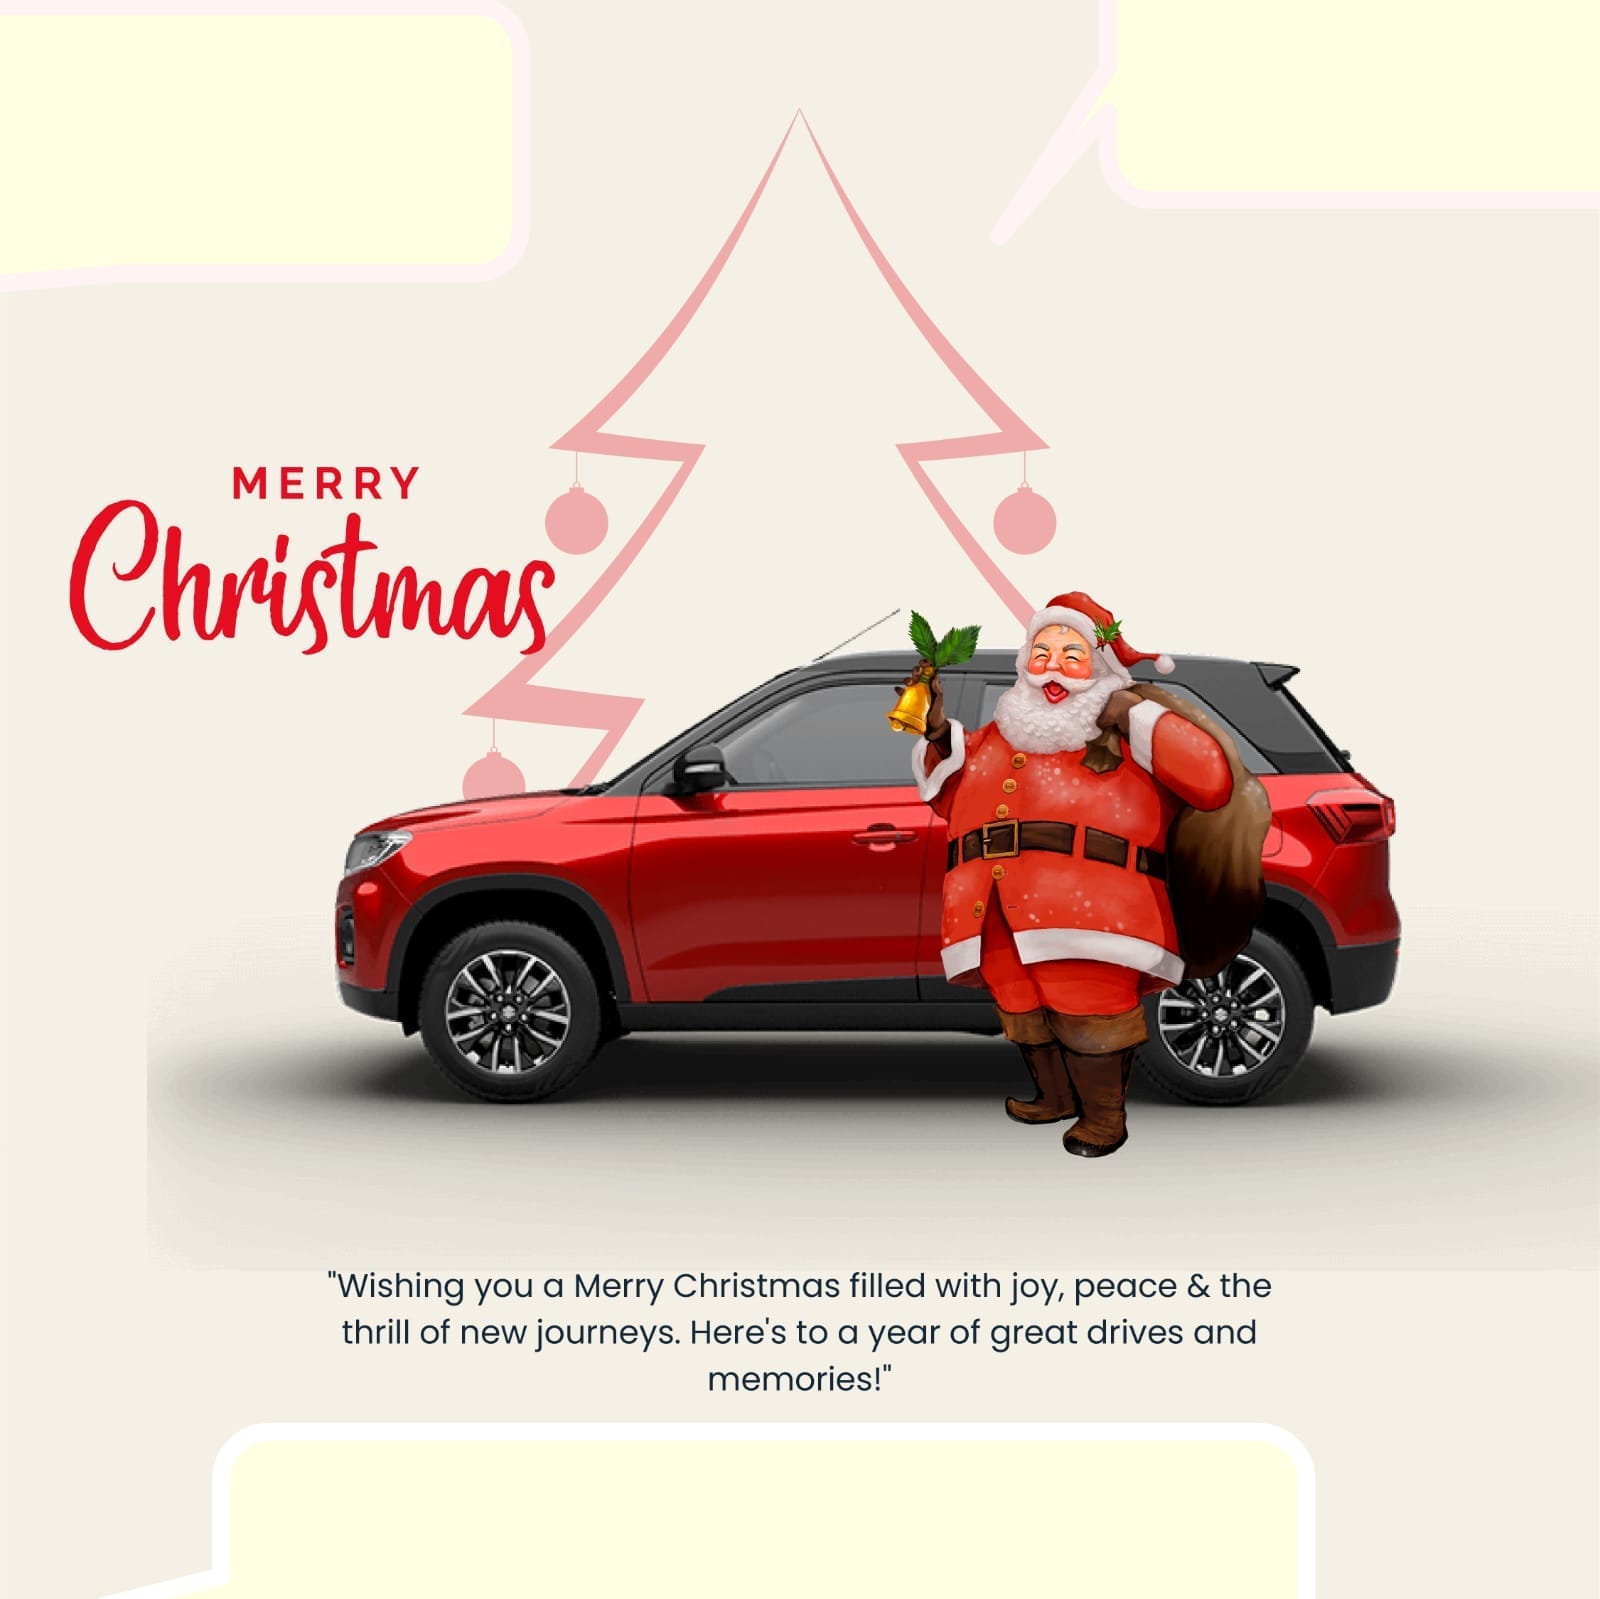 MERRY
Christmas
"Wishing you a Merry Christmas filled with joy, peace & the
thrill of new journeys. Here's to a year of great drives and
memories!"